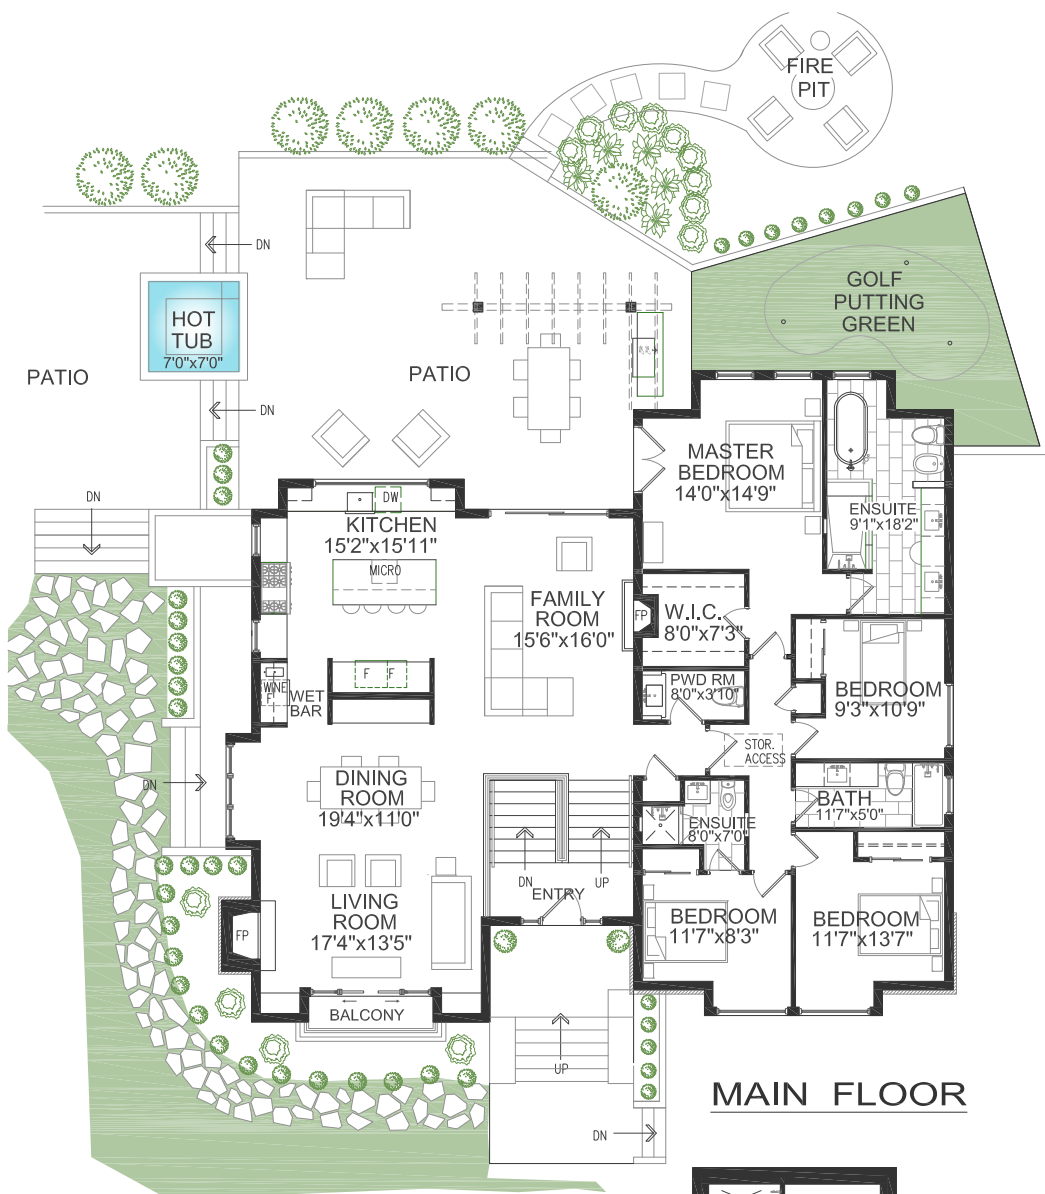 FIRE
PIT
DN
GOLF
PUTTING
GREEN
HOT
TUB
7'0"x7'0"
PATIO
PATIO
DN
MASTER
BEDROOM
14'0"x14'9"
DN
DW
KITCHEN
15'2"x15'11"
MICRO
ENSUITE
9'1"x18'2"
FAMILY
ROOM
15'6"x16'0"
FP
W.I.C.
8'0"x7'3"
F F
WINE
F
WET
BAR
PWD RM
8'0"x3'10"
BEDROOM
9'3"x10'9"
STOR.
ACCESS
DN
DINING
ROOM
19'4"x11'0"
BATH
11'7"x5'0"
ENSUITE
8'0"x7'0"
DN
UP
ENTRY
LIVING
ROOM
17'4"x13'5"
FP
BEDROOM
11'7"x8'3"
BEDROOM
11'7"x13'7"
BALCONY
UP
DN
MAIN FLOOR